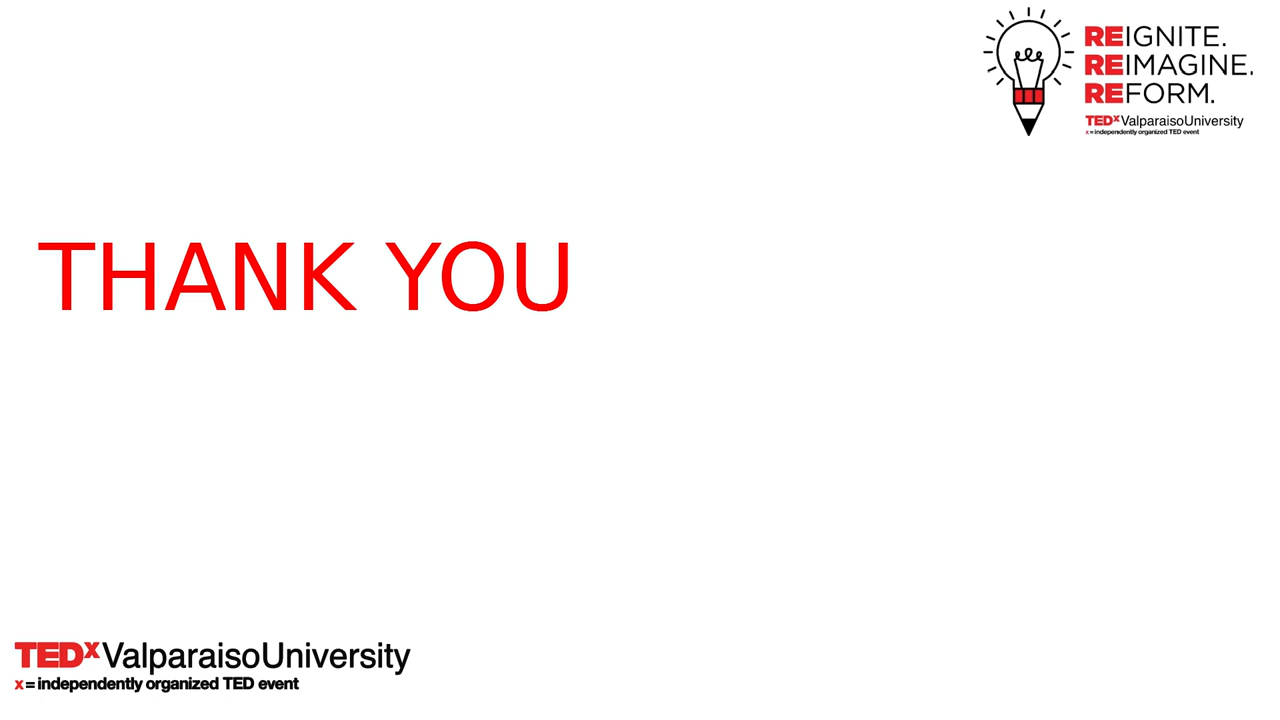 REIGNITE.
REIMAGINE.
REFORM.
TEDxValparaisoUniversity
x = independently organized TED event
THANK YOU
TEDxValparaisoUniversity
x = independently organized TED event